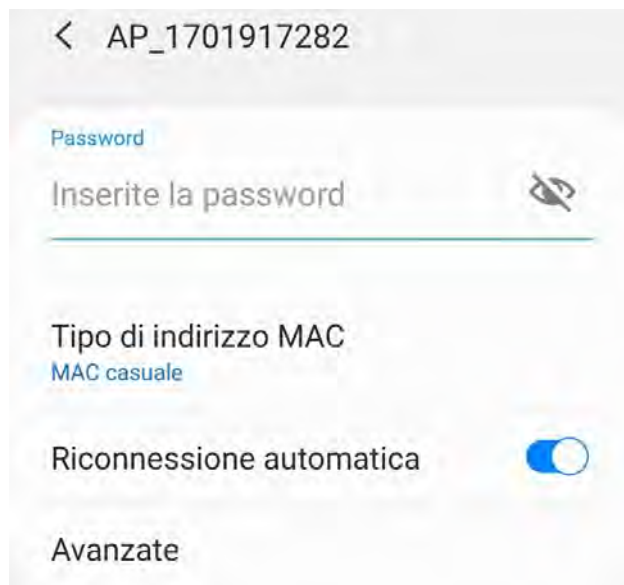 AP_1701917282
Password
Inserite la password
Tipo di indirizzo MAC
MAC casuale
Riconnessione automatica
Avanzate